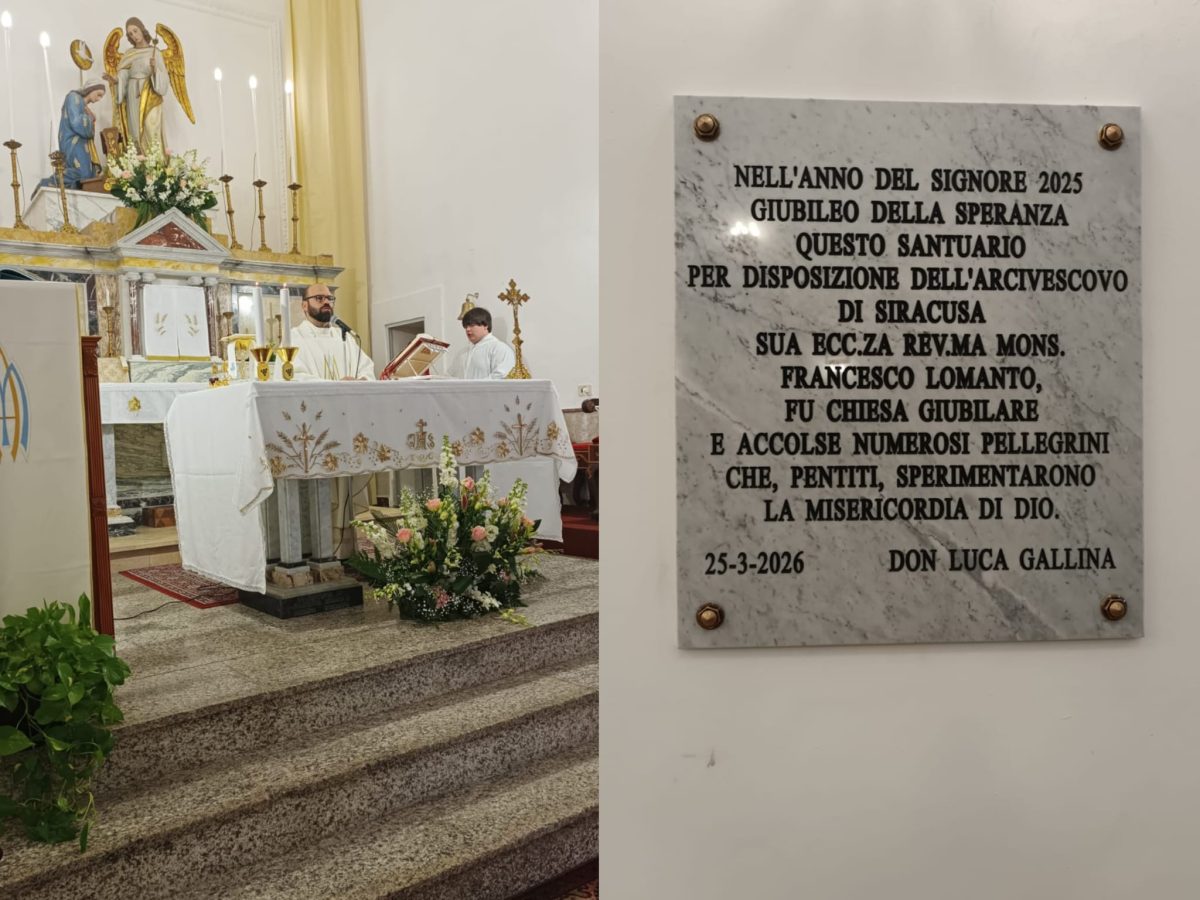 NELL'ANNO DEL SIGNORE 2025
GIUBILEO DELLA SPERANZA
QUESTO SANTUARIO
PER DISPOSIZIONE DELL'ARCIVESCOVO
DI SIRACUSA
SUA ECC.ZA REV.MA MONS.
FRANCESCO LOMANTO,
FU CHIESA GIUBILARE
E ACCOLSE NUMEROSI PELLEGRINI
CHE, PENTITI, SPERIMENTARONO
LA MISERICORDIA DI DIO.
25-3-2026 DON LUCA GALLINA